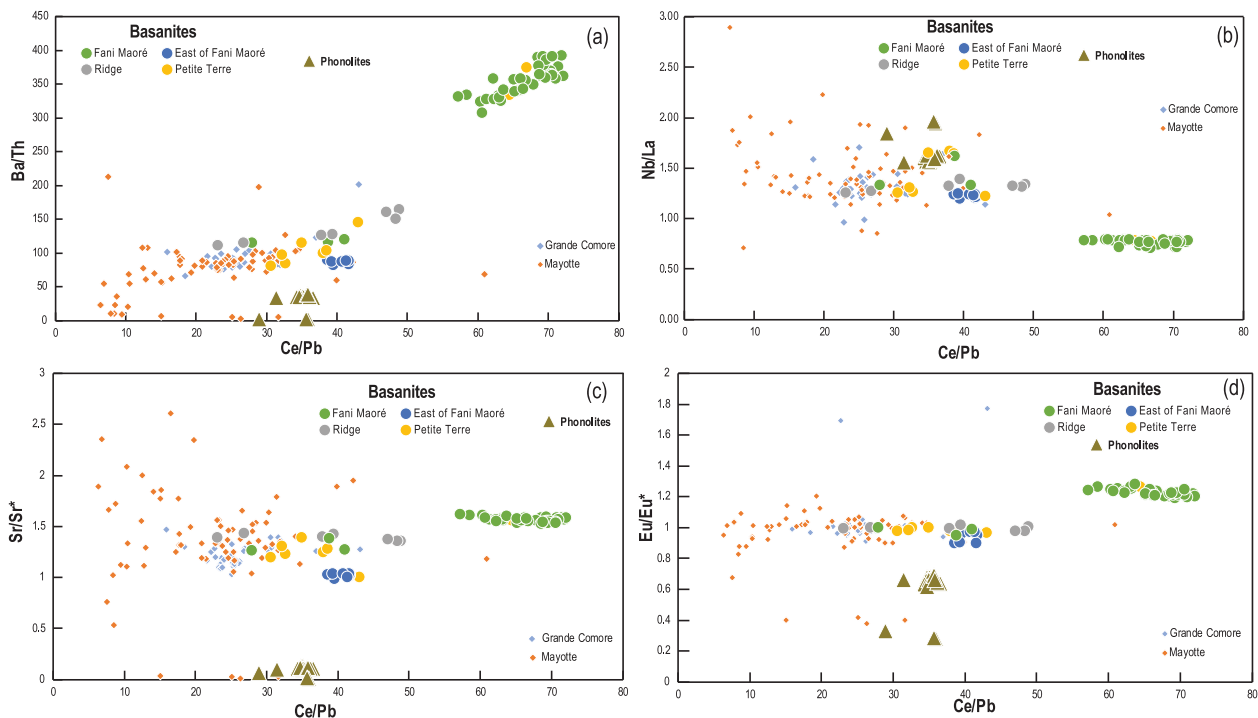 Basanites
(a)
Fani Maoré
East of Fani Maoré
Ridge
Petite Terre
Phonolites
Grande Comore
Mayotte
Ba/Th
450
400
350
300
250
200
150
100
50
0
0 10 20 30 40 50 60 70 80
Ce/Pb
Basanites
(b)
Fani Maoré
East of Fani Maoré
Ridge
Petite Terre
Phonolites
Grande Comore
Mayotte
Nb/La
3.00
2.50
2.00
1.50
1.00
0.50
0.00
0 10 20 30 40 50 60 70 80
Ce/Pb
Basanites
(c)
Fani Maoré
East of Fani Maoré
Ridge
Petite Terre
Phonolites
Grande Comore
Mayotte
Sr/Sr*
3
2.5
2
1.5
1
0.5
0
0 10 20 30 40 50 60 70 80
Ce/Pb
Basanites
(d)
Fani Maoré
East of Fani Maoré
Ridge
Petite Terre
Phonolites
Grande Comore
Mayotte
Eu/Eu*
2
1.8
1.6
1.4
1.2
1
0.8
0.6
0.4
0.2
0
0 10 20 30 40 50 60 70 80
Ce/Pb